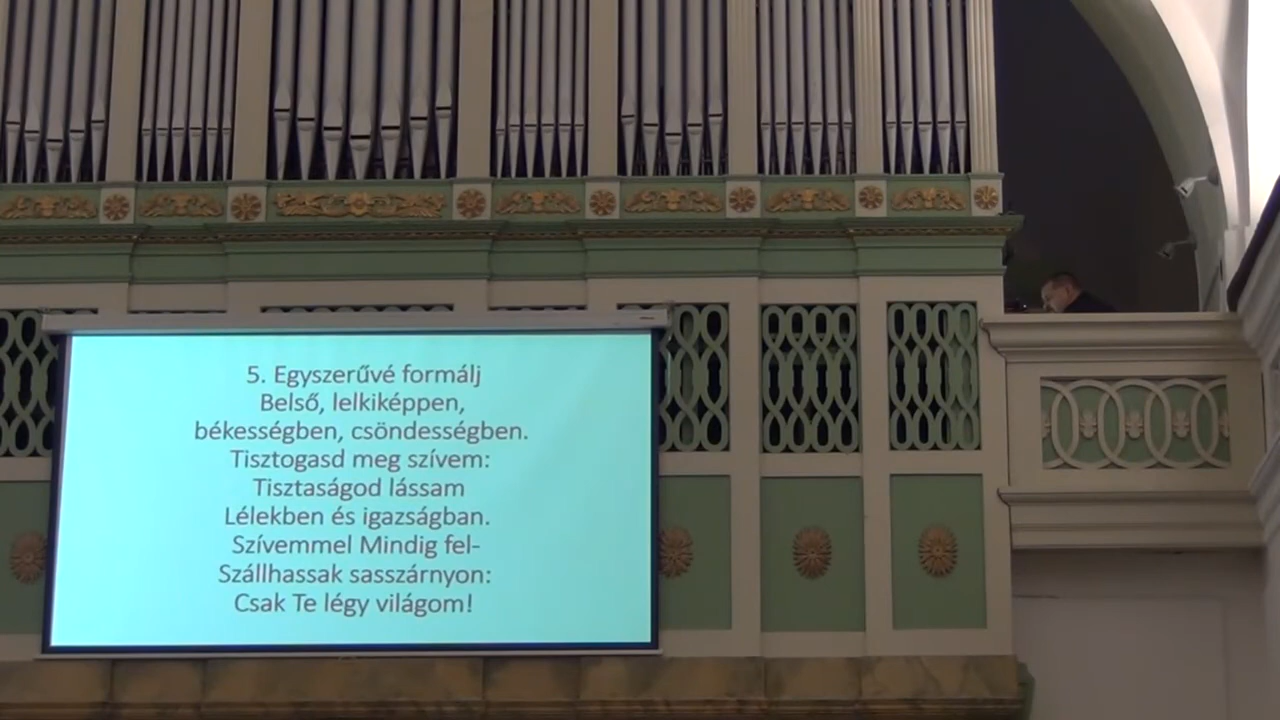 5. Egyszerűvé formálj
Belső, lelkiképpen,
békességben, csöndességben.
Tisztogasd meg szívem:
Tisztaságod lássam
Lélekben és igazságban.
Szívemmel Mindig fel-
Szállhassak sasszárnyon:
Csak Te légy világom!